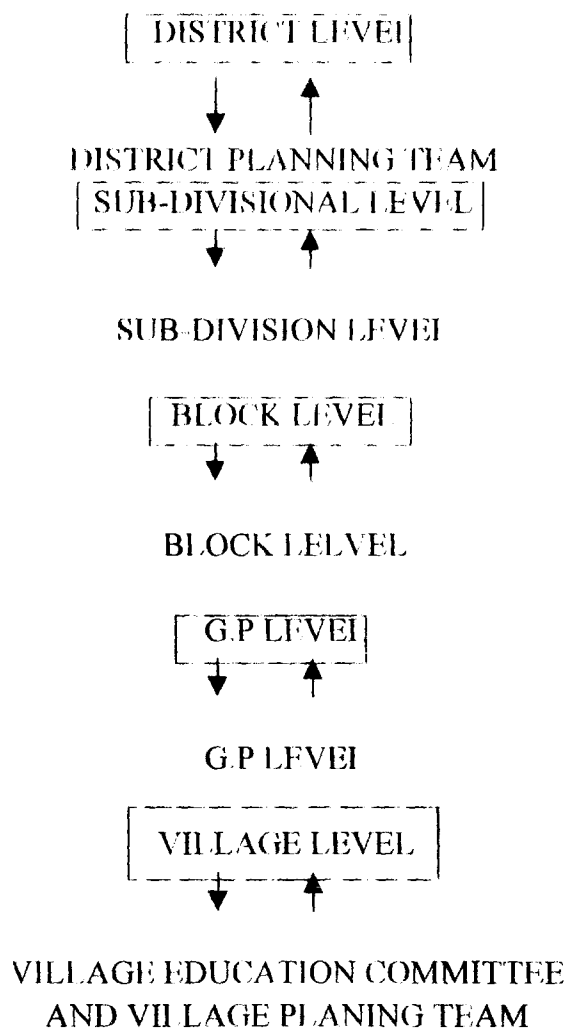 DISTRICT LEVEL
DISTRICT PLANNING TEAM
SUB-DIVISIONAL LEVEL
SUB-DIVISION LEVEL
BLOCK LEVEL
BLOCK LELVEL
G.P LEVEL
G.P LEVEL
VILLAGE LEVEL
VILLAGE EDUCATION COMMITTEE
AND VILLAGE PLANING TEAM